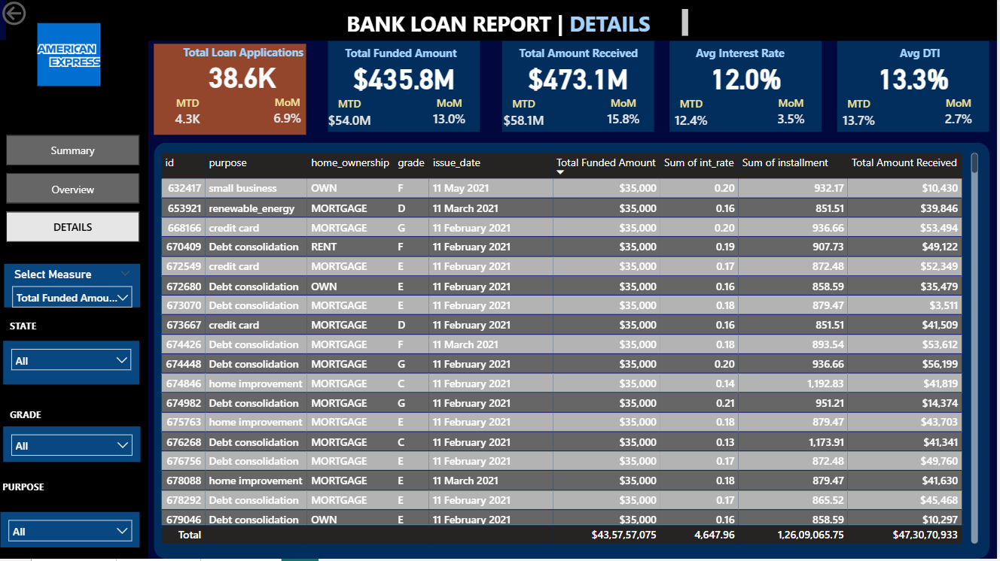 BANK LOAN REPORT | DETAILS
AMERICAN
EXPRESS
Total Loan Applications
38.6K
MTD MoM
4.3K 6.9%
Total Funded Amount
$435.8M
MTD MoM
$54.0M 13.0%
Total Amount Received
$473.1M
MTD MoM
$58.1M 15.8%
Avg Interest Rate
12.0%
MTD MoM
12.4% 3.5%
Avg DTI
13.3%
MTD MoM
13.7% 2.7%
Summary
Overview
DETAILS
Select Measure
Total Funded Amou...
STATE
All
GRADE
All
PURPOSE
All
id purpose home_ownership grade issue_date Total Funded Amount Sum of int_rate Sum of installment Total Amount Received
632417 small business OWN F 11 May 2021 $35,000 0.20 932.17 $10,430
653921 renewable_energy MORTGAGE D 11 March 2021 $35,000 0.16 851.51 $39,846
668166 credit card MORTGAGE G 11 February 2021 $35,000 0.20 936.66 $53,494
670409 Debt consolidation RENT F 11 February 2021 $35,000 0.19 907.73 $49,122
672549 credit card MORTGAGE E 11 February 2021 $35,000 0.17 872.48 $52,349
672680 Debt consolidation OWN E 11 February 2021 $35,000 0.16 858.59 $35,479
673070 Debt consolidation MORTGAGE E 11 February 2021 $35,000 0.18 879.47 $3,511
673667 credit card MORTGAGE D 11 February 2021 $35,000 0.16 851.51 $41,509
674426 Debt consolidation MORTGAGE F 11 March 2021 $35,000 0.18 893.54 $53,612
674448 Debt consolidation MORTGAGE G 11 February 2021 $35,000 0.20 936.66 $56,199
674846 home improvement MORTGAGE C 11 February 2021 $35,000 0.14 1,192.83 $41,819
674982 Debt consolidation MORTGAGE G 11 February 2021 $35,000 0.21 951.21 $14,374
675763 home improvement MORTGAGE E 11 February 2021 $35,000 0.18 879.47 $43,703
676268 Debt consolidation MORTGAGE C 11 February 2021 $35,000 0.13 1,173.91 $41,341
676756 Debt consolidation MORTGAGE E 11 February 2021 $35,000 0.17 872.48 $49,760
678088 home improvement MORTGAGE E 11 March 2021 $35,000 0.18 879.47 $41,630
678292 Debt consolidation MORTGAGE E 11 February 2021 $35,000 0.17 865.52 $45,468
679046 Debt consolidation OWN E 11 February 2021 $35,000 0.16 858.59 $10,297
Total $43,57,57,075 4,647.96 1,26,09,065.75 $47,30,70,933